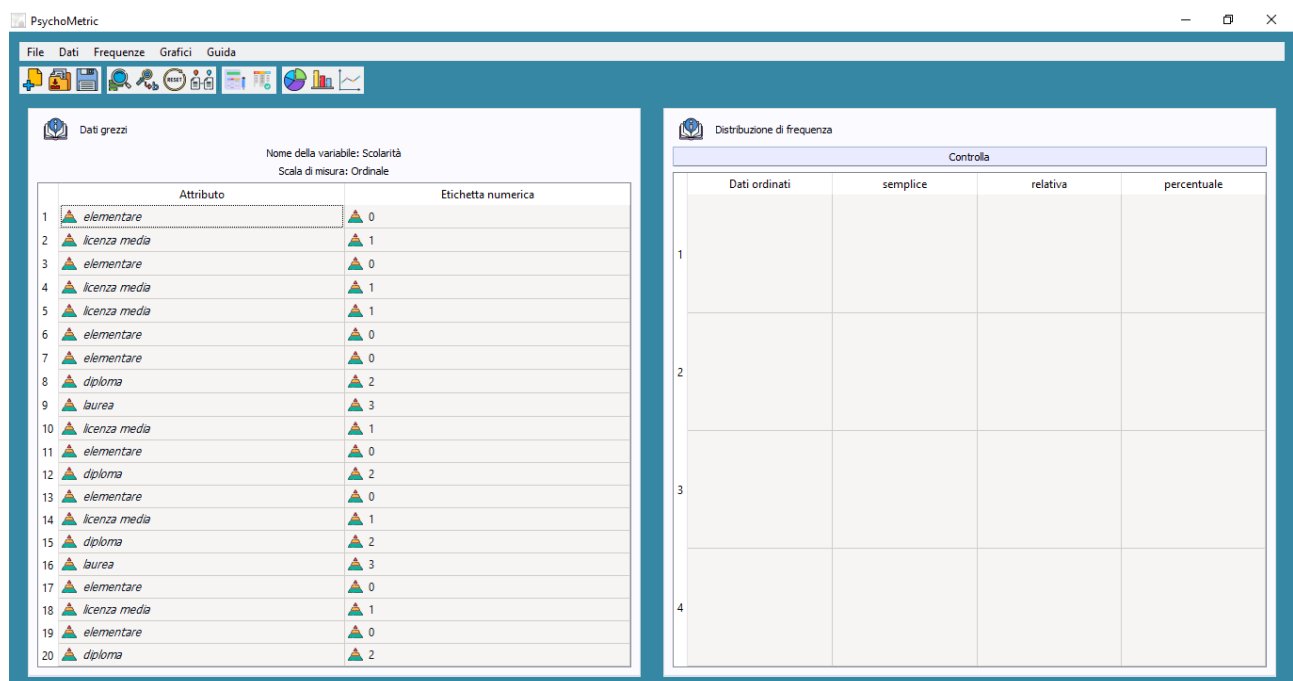 PsychoMetric
File Dati Frequenze Grafici Guida
RESET
Dati grezzi
Nome della variabile: Scolarità
Scala di misura: Ordinale
Attributo Etichetta numerica
1 elementare 0
2 licenza media 1
3 elementare 0
4 licenza media 1
5 licenza media 1
6 elementare 0
7 elementare 0
8 diploma 2
9 laurea 3
10 licenza media 1
11 elementare 0
12 diploma 2
13 elementare 0
14 licenza media 1
15 diploma 2
16 laurea 3
17 elementare 0
18 licenza media 1
19 elementare 0
20 diploma 2
Distribuzione di frequenza
Controlla
Dati ordinati semplice relativa percentuale
1
2
3
4